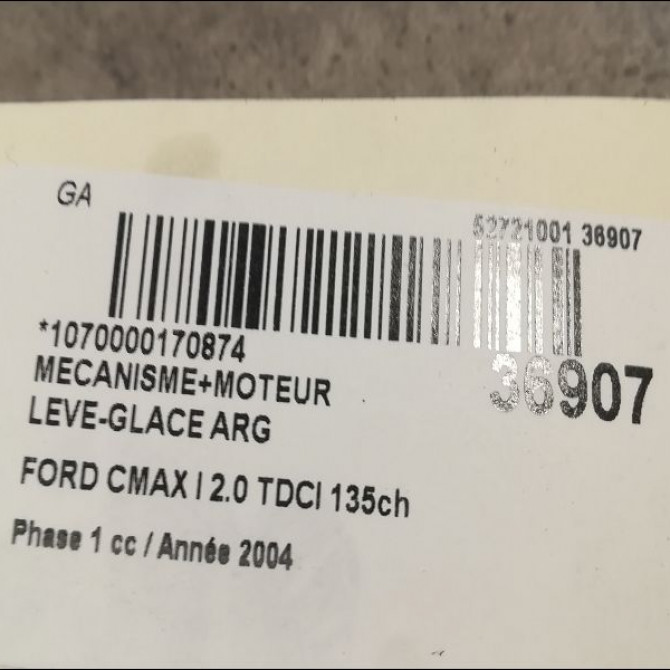 GA
52721001 36907
*1070000170874
36907
MECANISME+MOTEUR
LEVE-GLACE ARG
FORD CMAX I 2.0 TDCI 135ch
Phase 1 cc / Année 2004